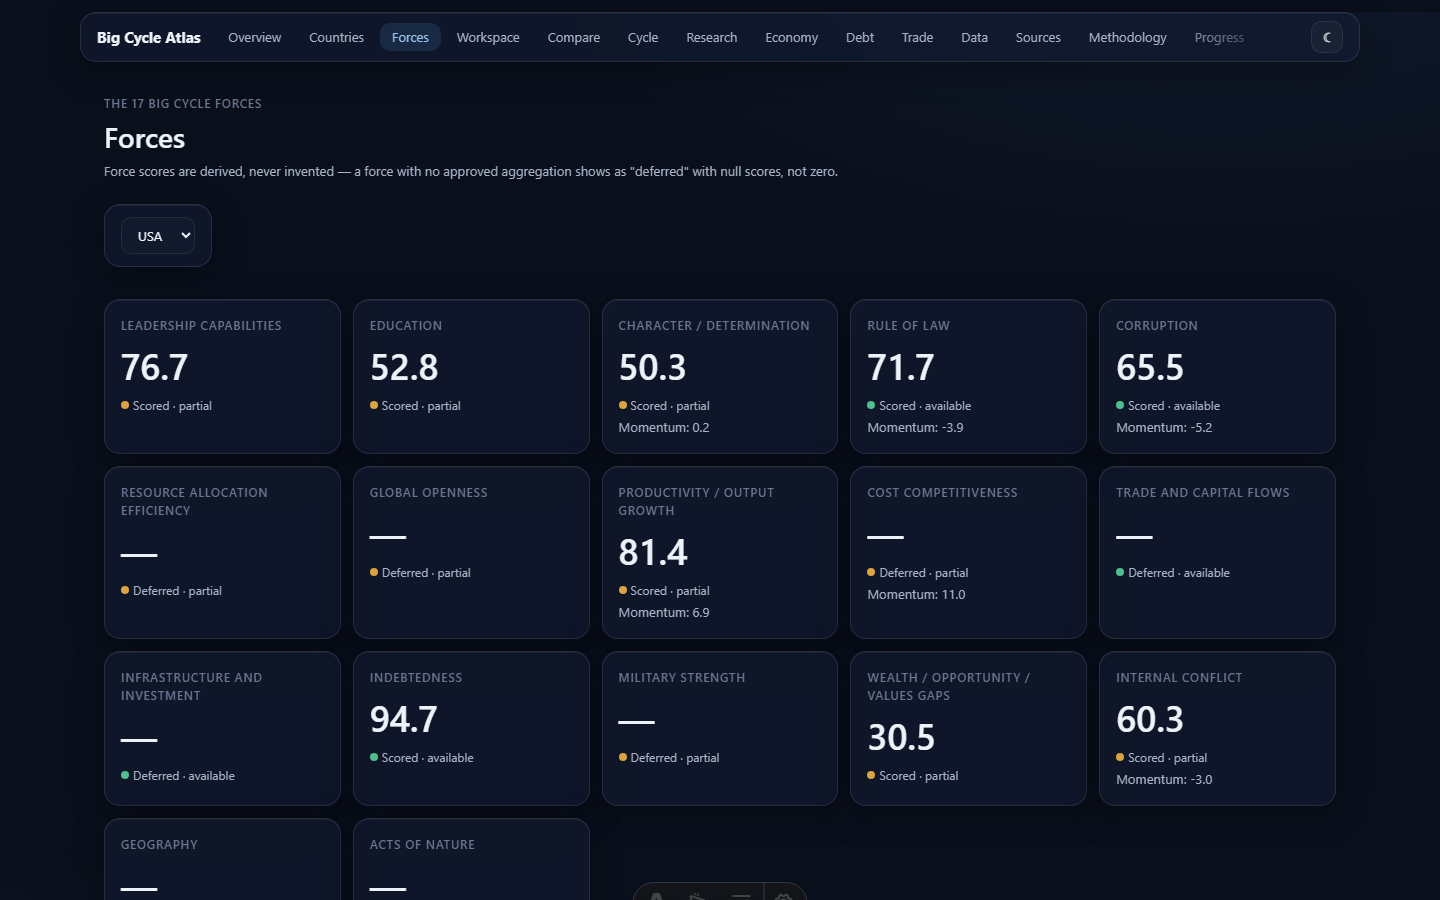 Big Cycle Atlas Overview Countries Forces Workspace Compare Cycle Research Economy Debt Trade Data Sources Methodology Progress
THE 17 BIG CYCLE FORCES
Forces
Force scores are derived, never invented — a force with no approved aggregation shows as "deferred" with null scores, not zero.
USA
LEADERSHIP CAPABILITIES
76.7
Scored · partial
EDUCATION
52.8
Scored · partial
CHARACTER / DETERMINATION
50.3
Scored · partial
Momentum: 0.2
RULE OF LAW
71.7
Scored · available
Momentum: -3.9
CORRUPTION
65.5
Scored · available
Momentum: -5.2
RESOURCE ALLOCATION
EFFICIENCY
—
Deferred · partial
GLOBAL OPENNESS
—
Deferred · partial
PRODUCTIVITY / OUTPUT
GROWTH
81.4
Scored · partial
Momentum: 6.9
COST COMPETITIVENESS
—
Deferred · partial
Momentum: 11.0
TRADE AND CAPITAL FLOWS
—
Deferred · available
INFRASTRUCTURE AND
INVESTMENT
—
Deferred · available
INDEBTEDNESS
94.7
Scored · available
MILITARY STRENGTH
—
Deferred · partial
WEALTH / OPPORTUNITY /
VALUES GAPS
30.5
Scored · partial
INTERNAL CONFLICT
60.3
Scored · partial
Momentum: -3.0
GEOGRAPHY
—
ACTS OF NATURE
—